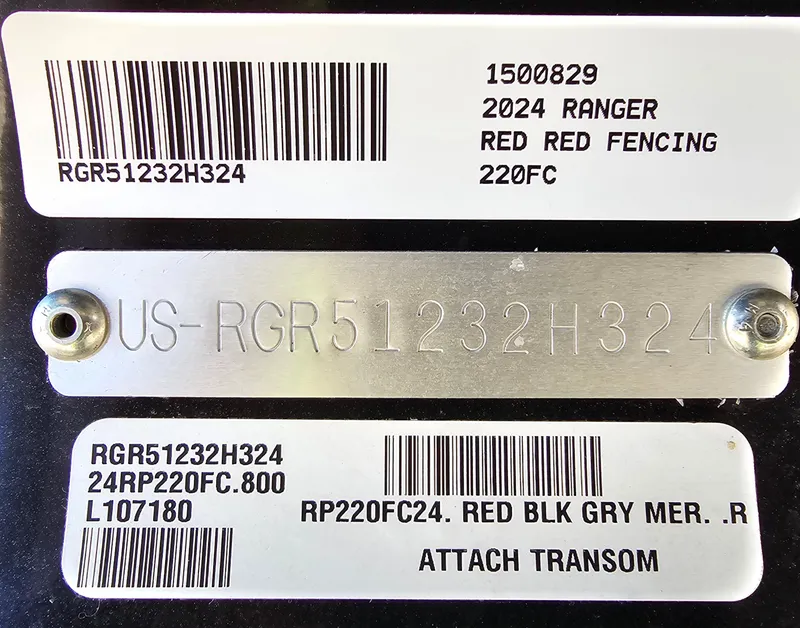 RGR51232H324
1500829
2024 RANGER
RED RED FENCING
220FC
US-RGR51232H324
RGR51232H324
24RP220FC.800
L107180
RP220FC24. RED BLK GRY MER. .R
ATTACH TRANSOM